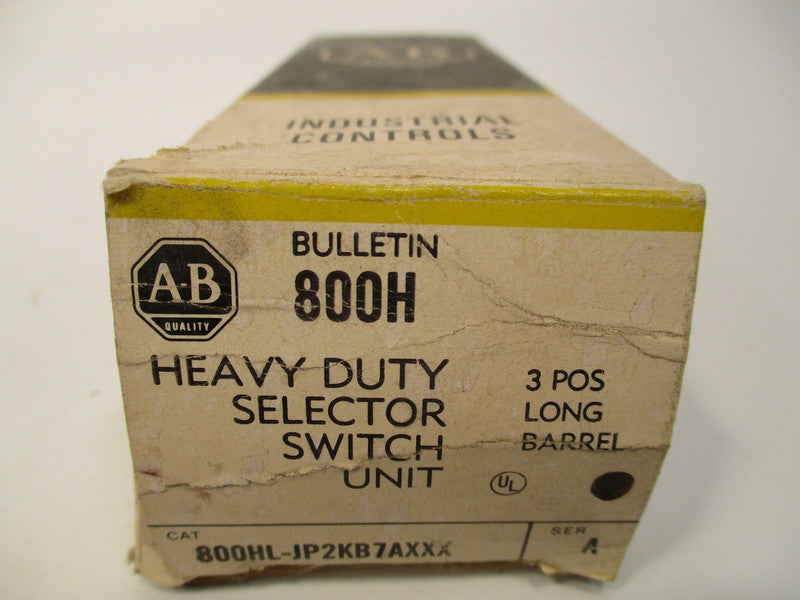 A-B
INDUSTRIAL
CONTROLS
A-B
QUALITY
BULLETIN
800H
HEAVY DUTY
SELECTOR
SWITCH
UNIT
3 POS
LONG
BARREL
UL
CAT
800HL-JP2KB7AXXX
SER
A